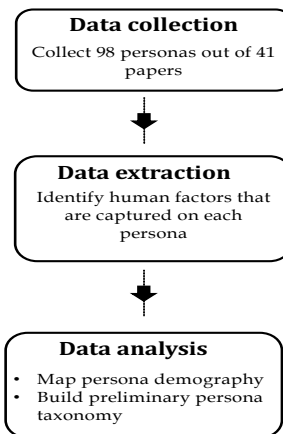 Data collection
Collect 98 personas out of 41
papers
Data extraction
Identify human factors that
are captured on each
persona
Data analysis
• Map persona demography
• Build preliminary persona
taxonomy